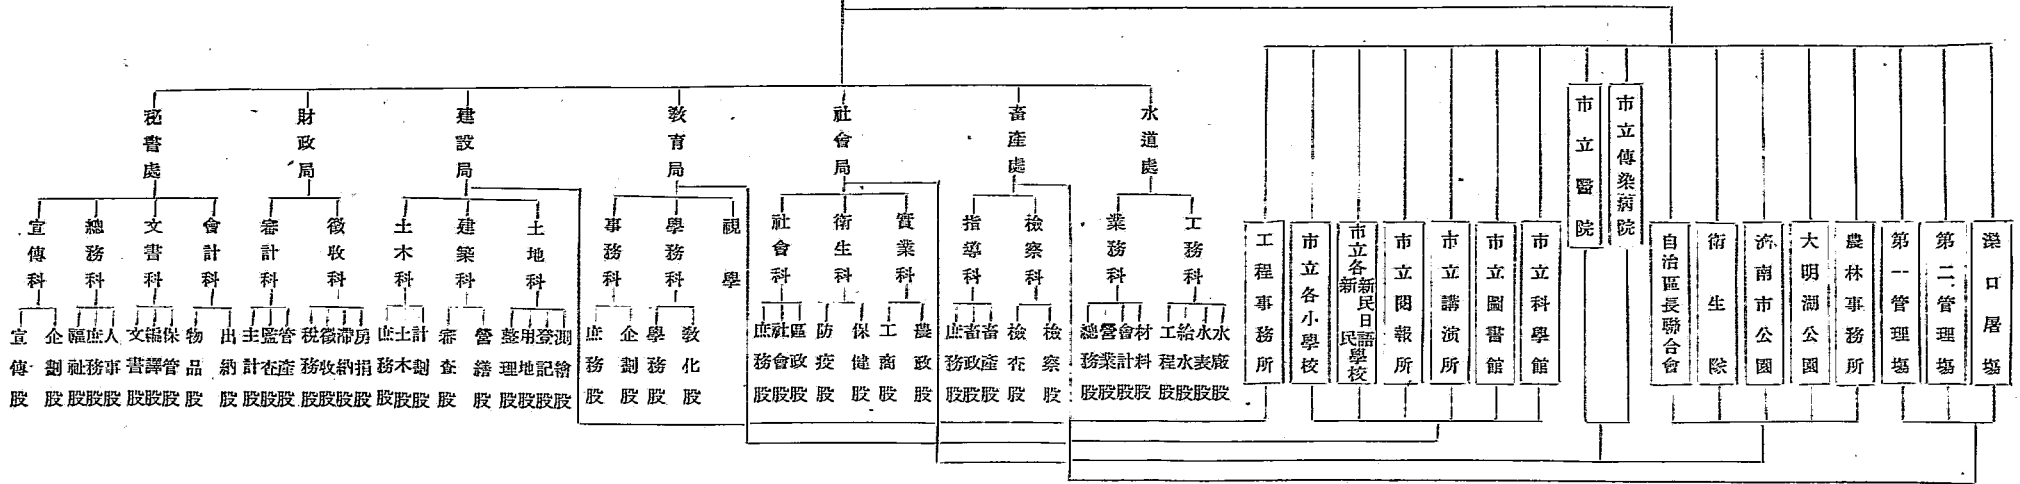 秘書處
財政局
建設局
教育局
社會局
畜產處
水道處
宣傳科
總務科
文書科
會計科
審計科
徵收科
土木科
建築科
土地科
事務科
學務科
視學
社會科
衛生科
實業科
指導科
檢察科
業務科
工務科
宣傳股
企劃股
福祉股
庶務股
人事股
文書股
編譯股
保管股
物品股
出納股
主計股
監查股
管產股
稅務股
徵收股
滯納股
房捐股
庶務股
土木股
計劃股
審查股
營繕股
整理股
用地股
登記股
測繪股
庶務股
企劃股
學務股
教化股
庶務股
社會股
區政股
防疫股
保健股
工商股
農政股
庶務股
畜政股
畜產股
檢查股
檢察股
總務股
營業股
會計股
材料股
工程股
給水股
水表股
水廠股
工程事務所
市立各小學校
市立各新民日語學校
新民
市立閱報所
市立講演所
市立圖書館
市立科學館
市立醫院
市立傳染病院
自治區長聯合會
衛生院
濟南市公園
大明湖公園
農林事務所
第一管理場
第二管理場
濼口屠場